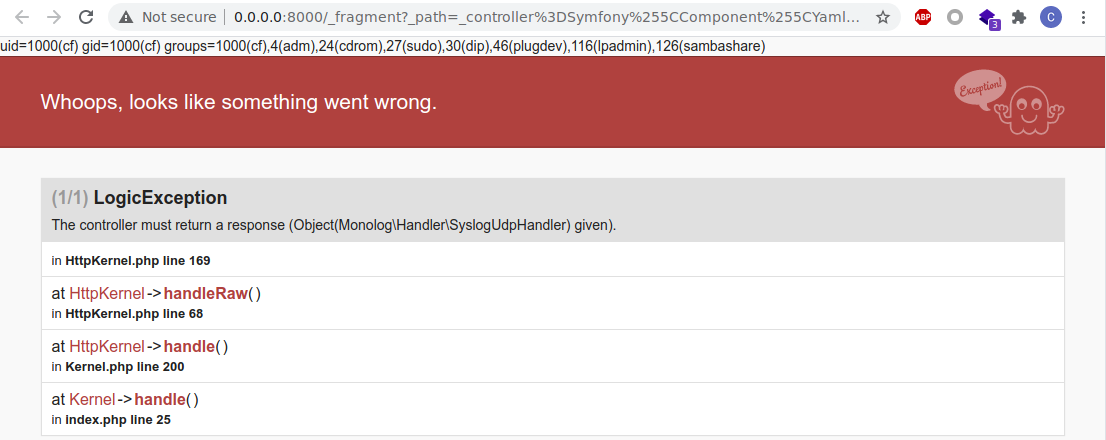 Not secure | 0.0.0.0:8000/_fragment?_path=_controller%3DSymfony%255CComponent%255CYaml...
ABP
3
C
uid=1000(cf) gid=1000(cf) groups=1000(cf),4(adm),24(cdrom),27(sudo),30(dip),46(plugdev),116(lpadmin),126(sambashare)
Whoops, looks like something went wrong.
Exception!
(1/1) LogicException
The controller must return a response (Object(Monolog\Handler\SyslogUdpHandler) given).
in HttpKernel.php line 169
at HttpKernel->handleRaw()
in HttpKernel.php line 68
at HttpKernel->handle()
in Kernel.php line 200
at Kernel->handle()
in index.php line 25